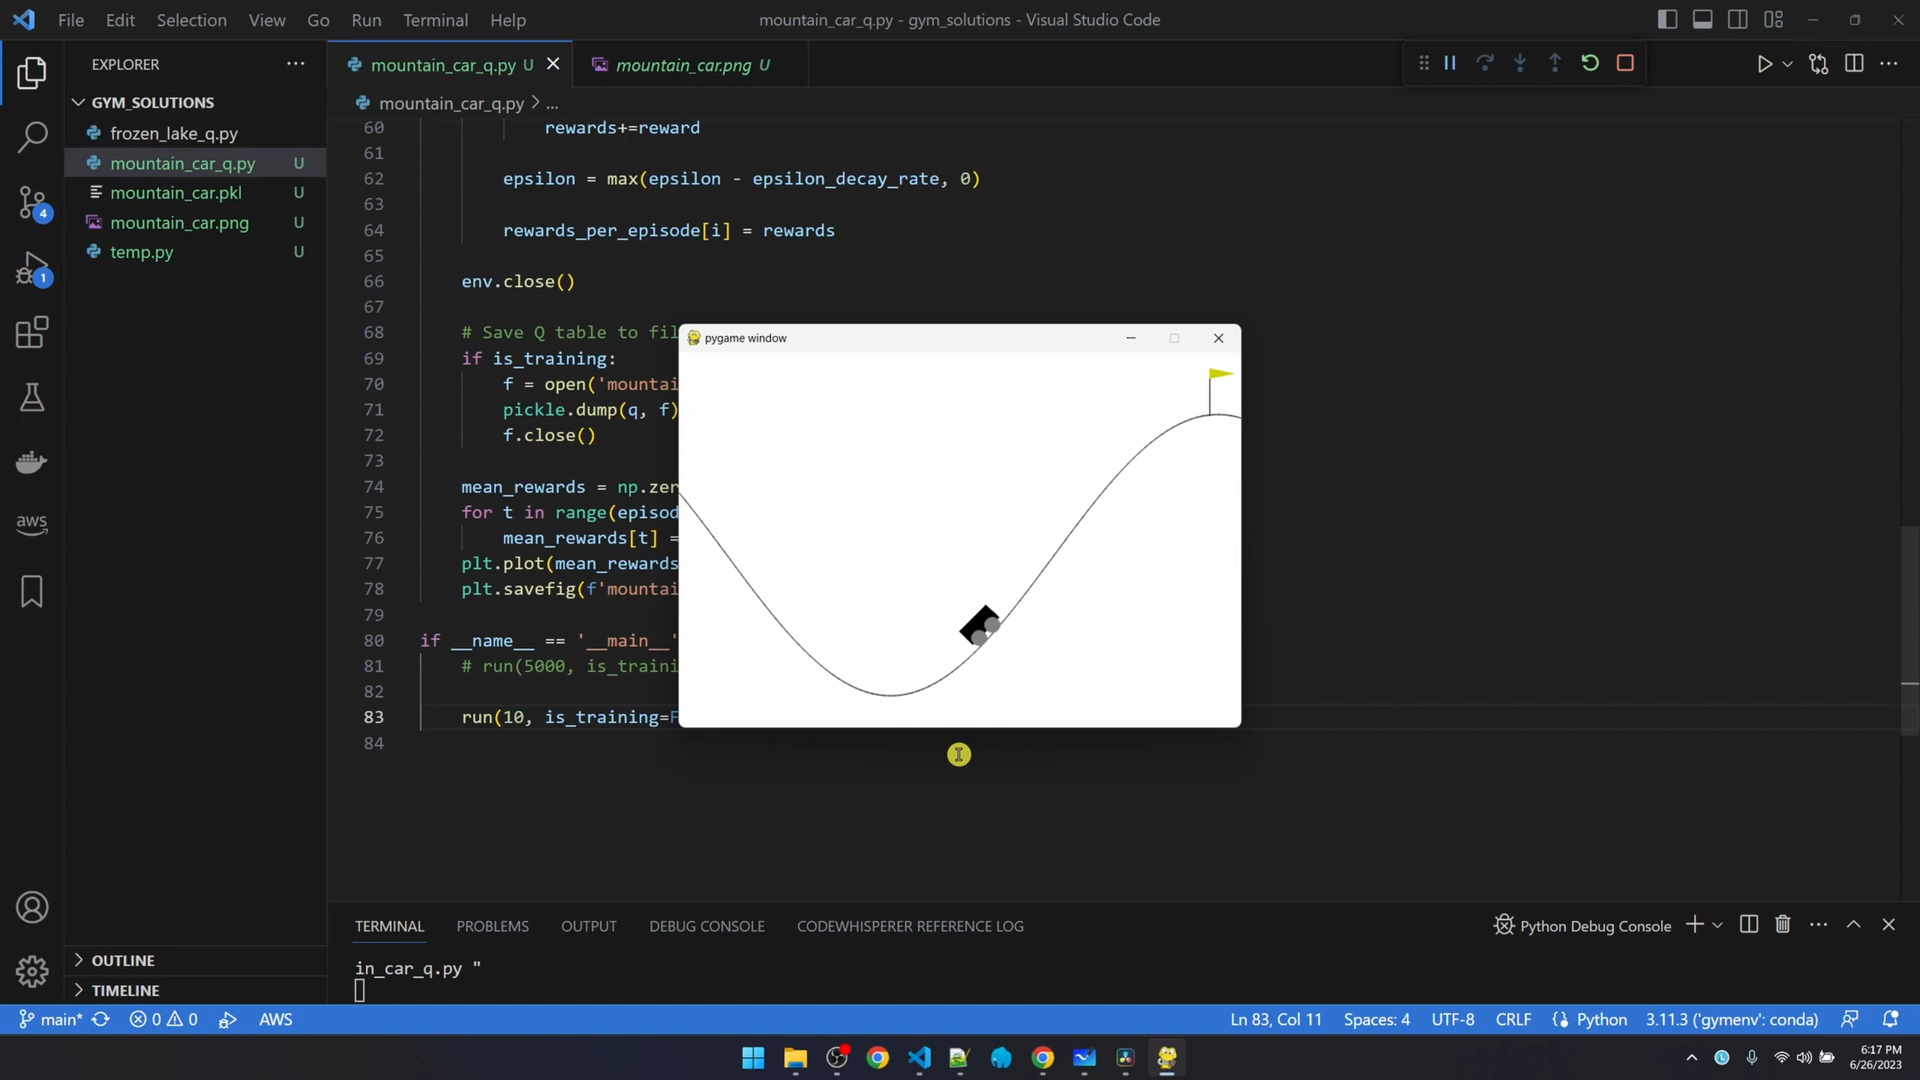 File Edit Selection View Go Run Terminal Help
mountain_car_q.py - gym_solutions - Visual Studio Code
EXPLORER
GYM_SOLUTIONS
frozen_lake_q.py
mountain_car_q.py U
mountain_car.pkl U
mountain_car.png U
temp.py U
4
1
aws
OUTLINE
TIMELINE
mountain_car_q.py U
mountain_car.png U
mountain_car_q.py > ...
60 rewards+=reward
61
62 epsilon = max(epsilon - epsilon_decay_rate, 0)
63
64 rewards_per_episode[i] = rewards
65
66 env.close()
67
68 # Save Q table to fil
69 if is_training:
70 f = open('mountai
71 pickle.dump(q, f)
72 f.close()
73
74 mean_rewards = np.zer
75 for t in range(episod
76 mean_rewards[t] =
77 plt.plot(mean_rewards
78 plt.savefig(f'mountai
79
80 if __name__ == '__main__'
81 # run(5000, is_traini
82
83 run(10, is_training=F
84
pygame window
TERMINAL PROBLEMS OUTPUT DEBUG CONSOLE CODEWHISPERER REFERENCE LOG
Python Debug Console
in_car_q.py "
main* 0 0 AWS
Ln 83, Col 11 Spaces: 4 UTF-8 CRLF Python 3.11.3 ('gymenv': conda)
6:17 PM
6/26/2023